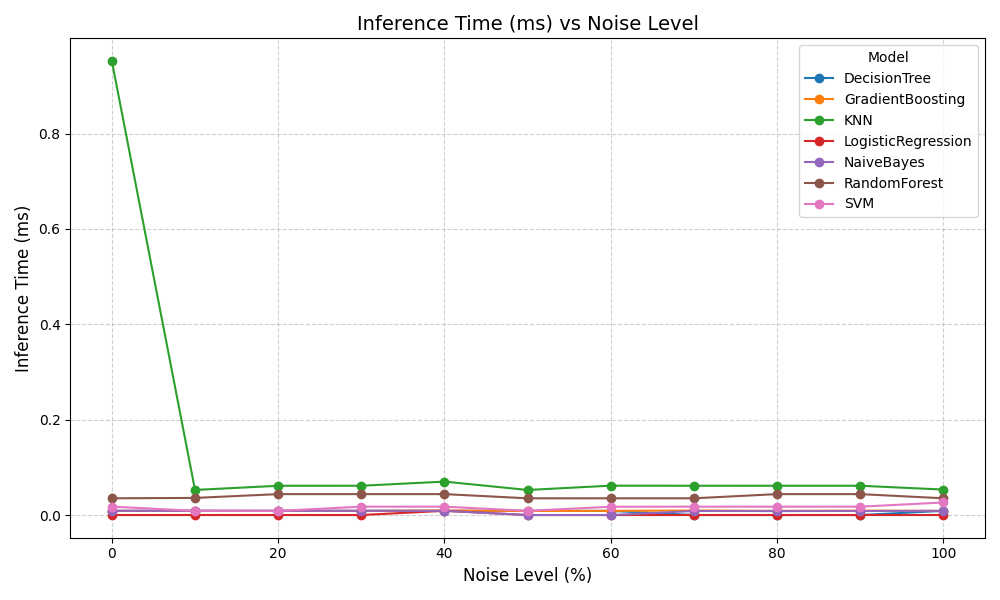 Inference Time (ms) vs Noise Level
Model
DecisionTree
GradientBoosting
KNN
LogisticRegression
NaiveBayes
RandomForest
SVM
Inference Time (ms)
0.8
0.6
0.4
0.2
0.0
0 20 40 60 80 100
Noise Level (%)